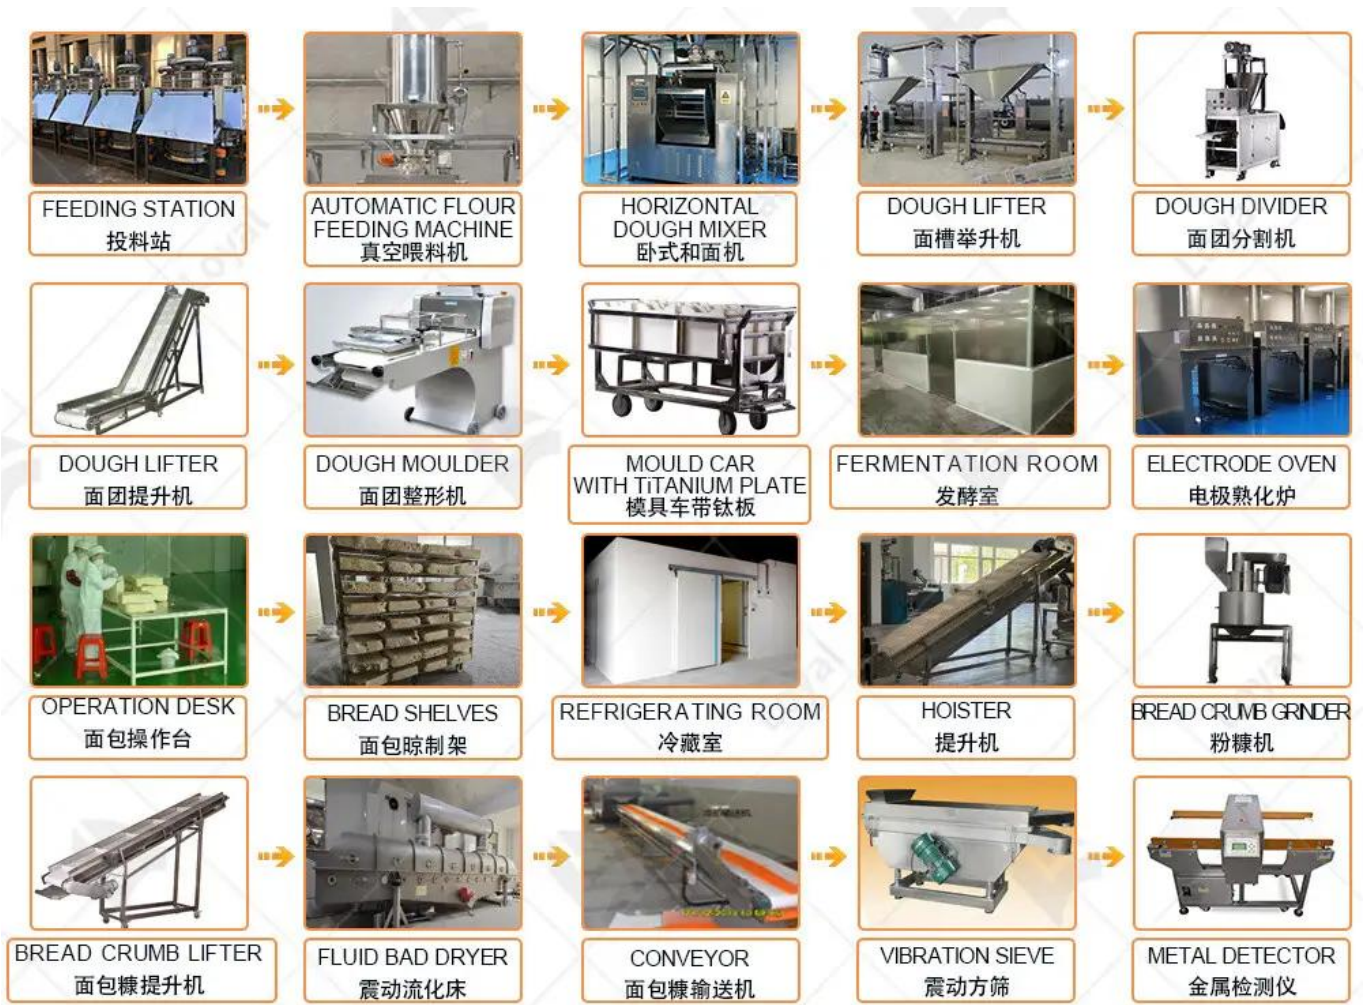 FEEDING STATION
投料站
AUTOMATIC FLOUR
FEEDING MACHINE
真空喂料机
HORIZONTAL
DOUGH MIXER
卧式和面机
DOUGH LIFTER
面槽举升机
DOUGH DIVIDER
面团分割机
DOUGH LIFTER
面团提升机
DOUGH MOULDER
面团整形机
MOULD CAR
WITH TiTANIUM PLATE
模具车带钛板
FERMENTATION ROOM
发酵室
ELECTRODE OVEN
电极熟化炉
OPERATION DESK
面包操作台
BREAD SHELVES
面包晾制架
REFRIGERATING ROOM
冷藏室
HOISTER
提升机
BREAD CRUMB GRINDER
粉糠机
BREAD CRUMB LIFTER
面包糠提升机
FLUID BAD DRYER
震动流化床
CONVEYOR
面包糠输送机
VIBRATION SIEVE
震动方筛
METAL DETECTOR
金属检测仪
Loyal